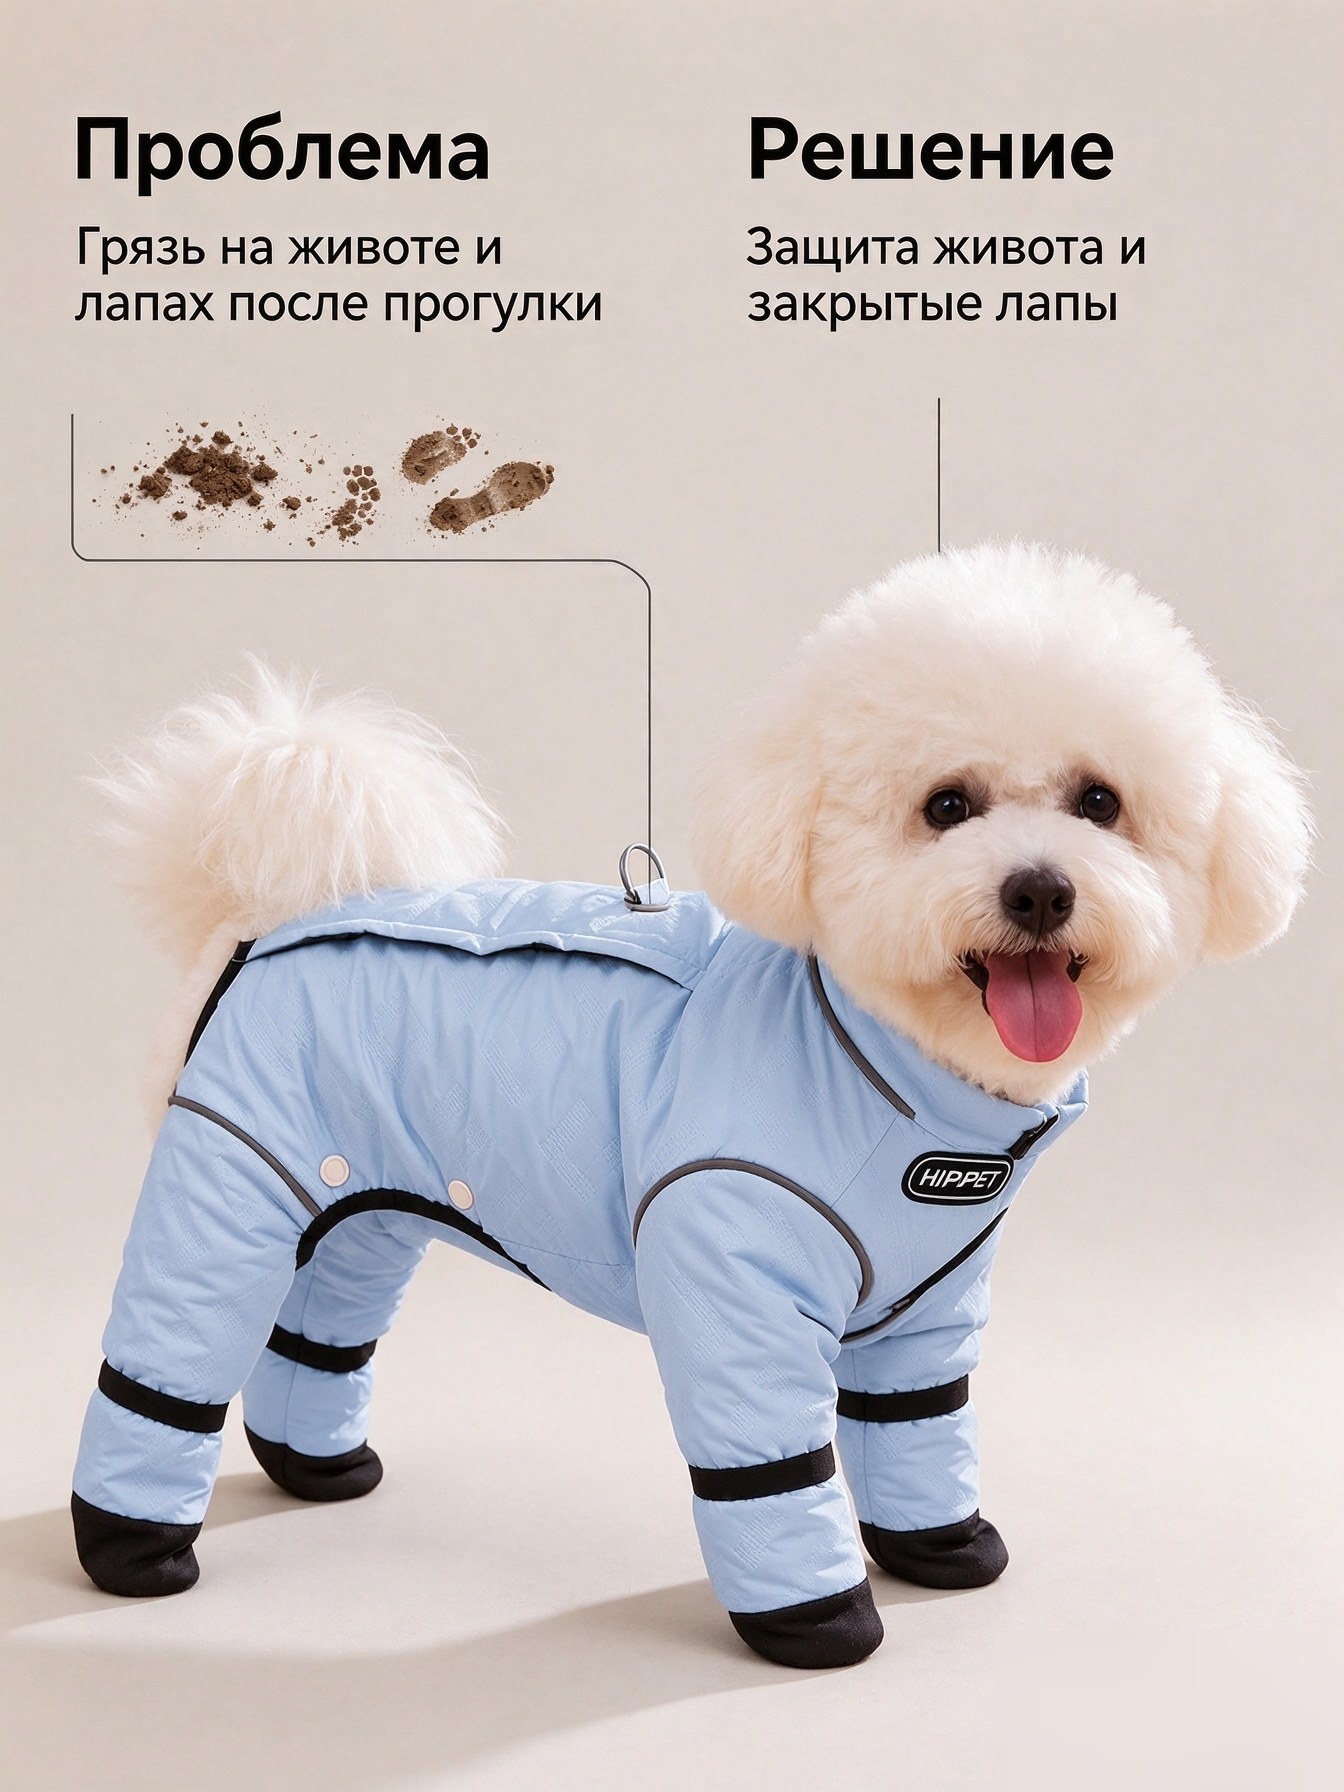 Проблема
Грязь на животе и
лапах после прогулки
Решение
Защита живота и
закрытые лапы
HIPPET